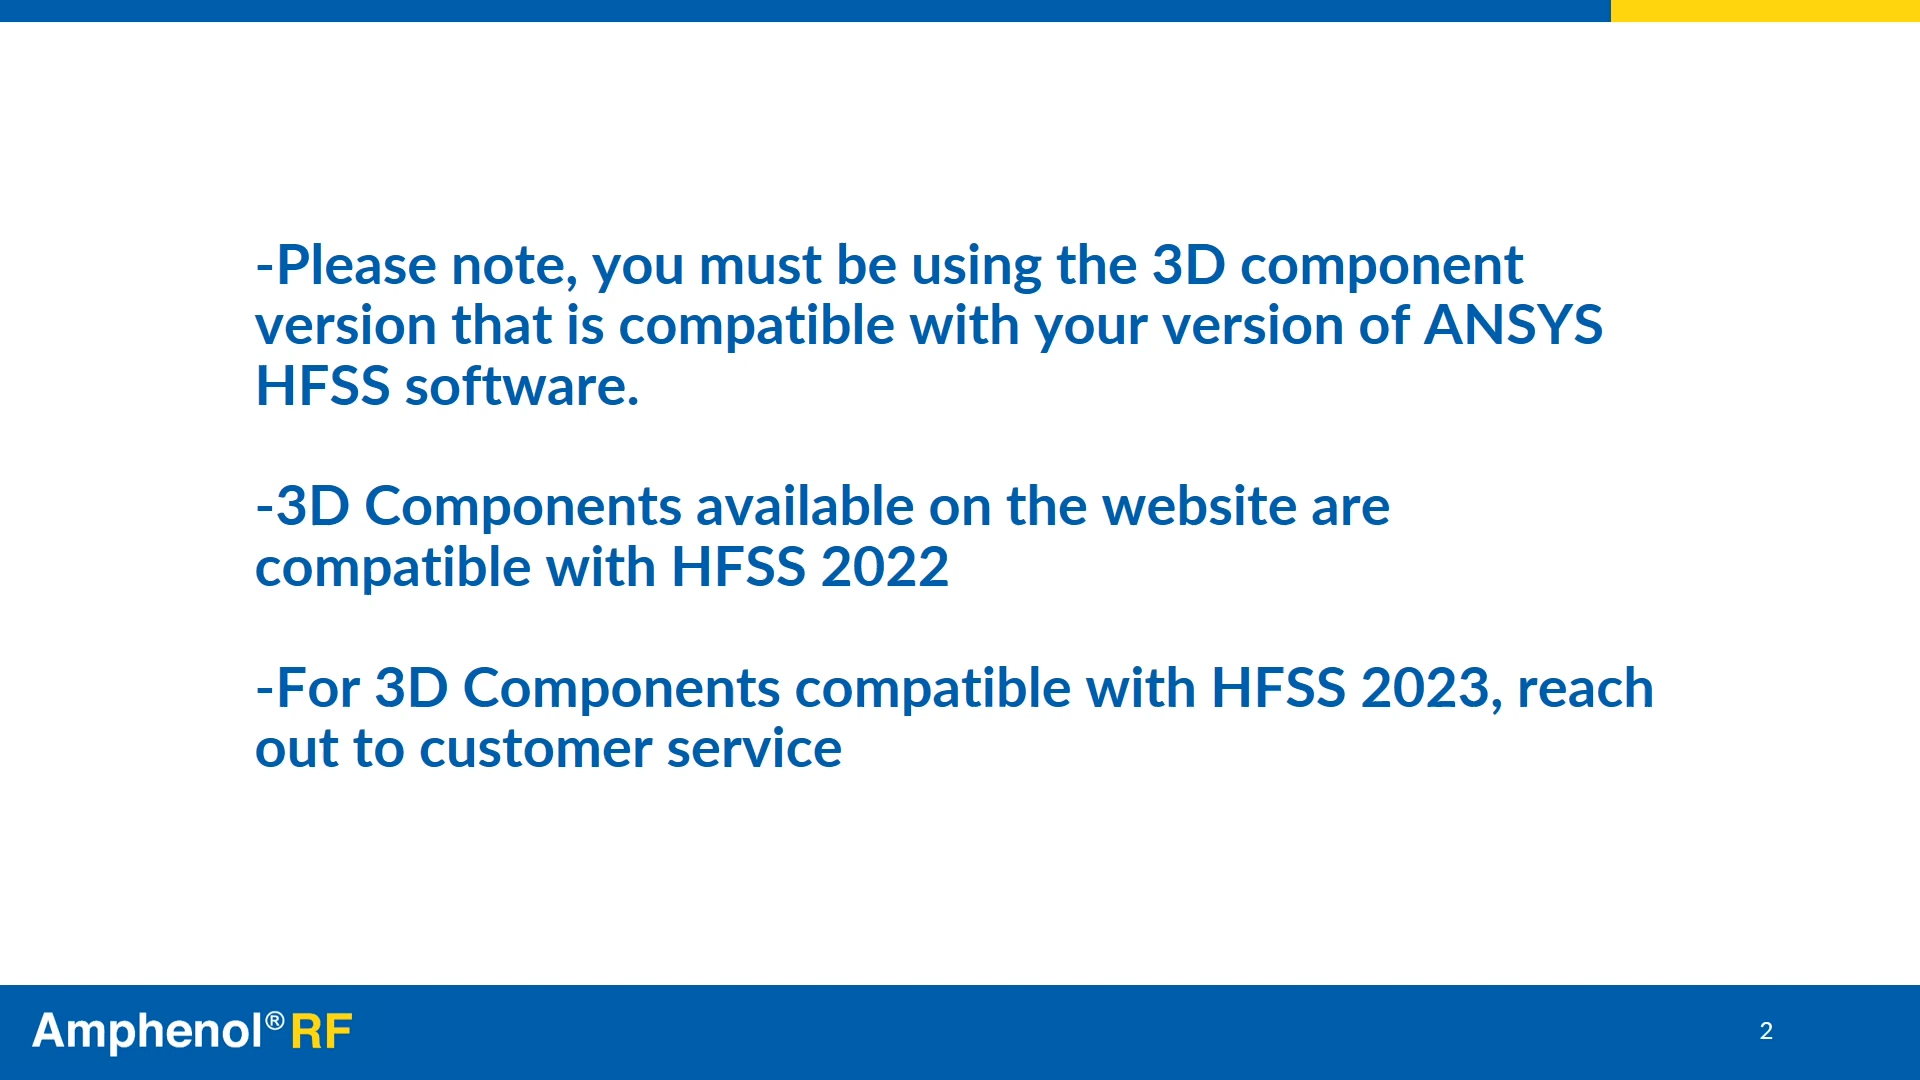 -Please note, you must be using the 3D component
version that is compatible with your version of ANSYS
HFSS software.
-3D Components available on the website are
compatible with HFSS 2022
-For 3D Components compatible with HFSS 2023, reach
out to customer service
Amphenol® RF
2